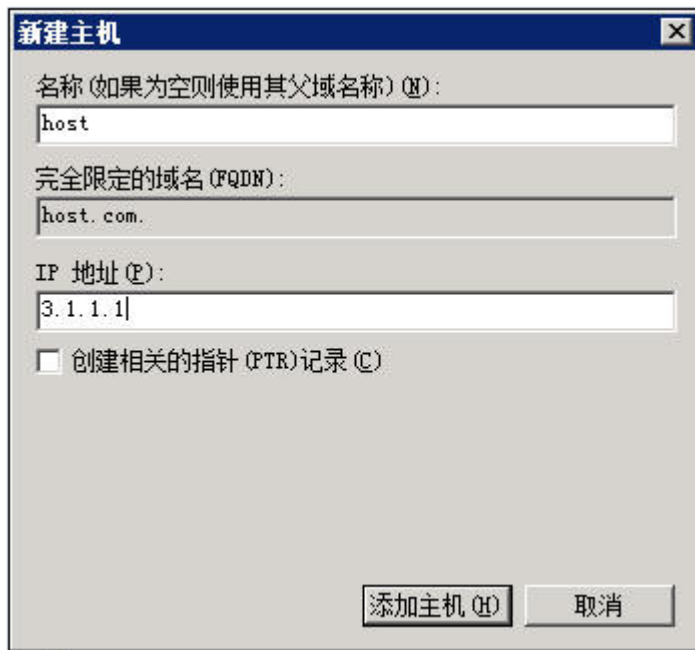 新建主机
名称(如果为空则使用其父域名称)(N):
host
完全限定的域名(FQDN):
host.com.
IP 地址(P):
3.1.1.1
创建相关的指针(PTR)记录(C)
添加主机(H) 取消